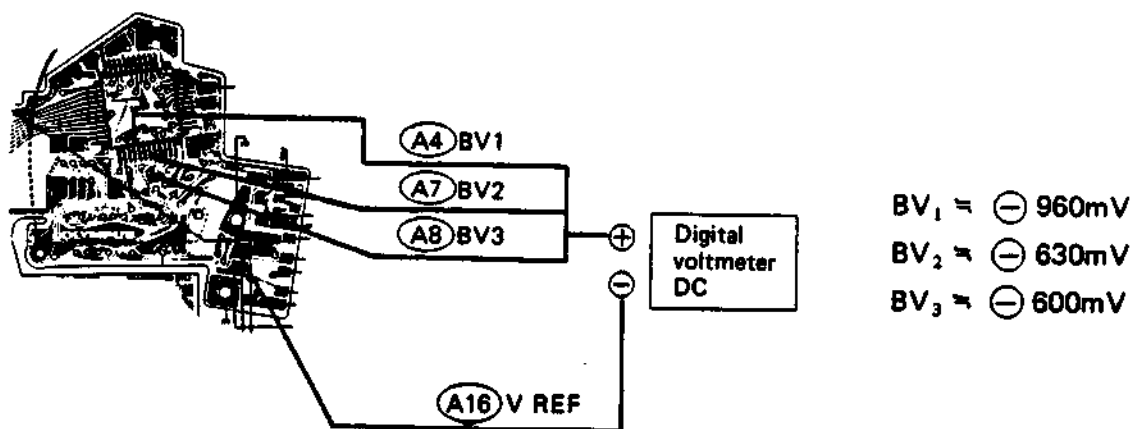 A4 BV1
A7 BV2
A8 BV3
A16 V REF
+
−
Digital
voltmeter
DC
BV₁ ≒ ⊖ 960mV
BV₂ ≒ ⊖ 630mV
BV₃ ≒ ⊖ 600mV